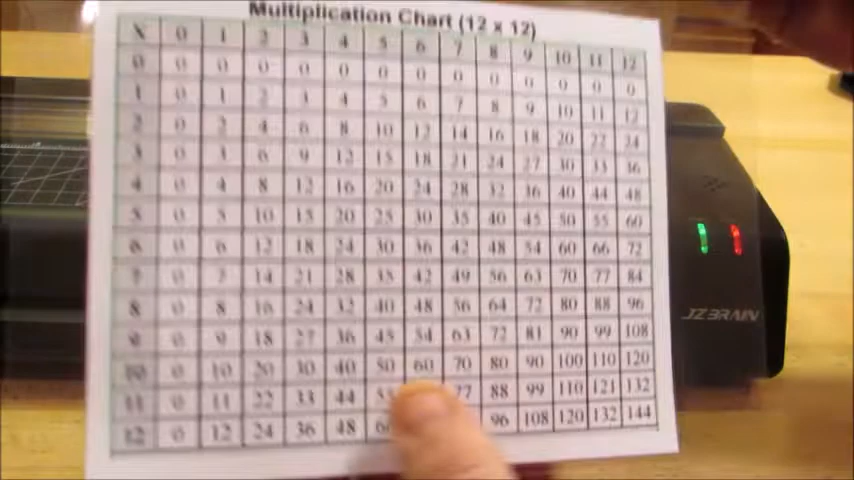 Multiplication Chart (12 x 12)
X 0 1 2 3 4 5 6 7 8 9 10 11 12
0 0 0 0 0 0 0 0 0 0 0 0 0 0
1 0 1 2 3 4 5 6 7 8 9 10 11 12
2 0 2 4 6 8 10 12 14 16 18 20 22 24
3 0 3 6 9 12 15 18 21 24 27 30 33 36
4 0 4 8 12 16 20 24 28 32 36 40 44 48
5 0 5 10 15 20 25 30 35 40 45 50 55 60
6 0 6 12 18 24 30 36 42 48 54 60 66 72
7 0 7 14 21 28 35 42 49 56 63 70 77 84
8 0 8 16 24 32 40 48 56 64 72 80 88 96
9 0 9 18 27 36 45 54 63 72 81 90 99 108
10 0 10 20 30 40 50 60 70 80 90 100 110 120
11 0 11 22 33 44 77 88 99 110 121 132
12 0 12 24 36 48 96 108 120 132 144
JZBRAIN